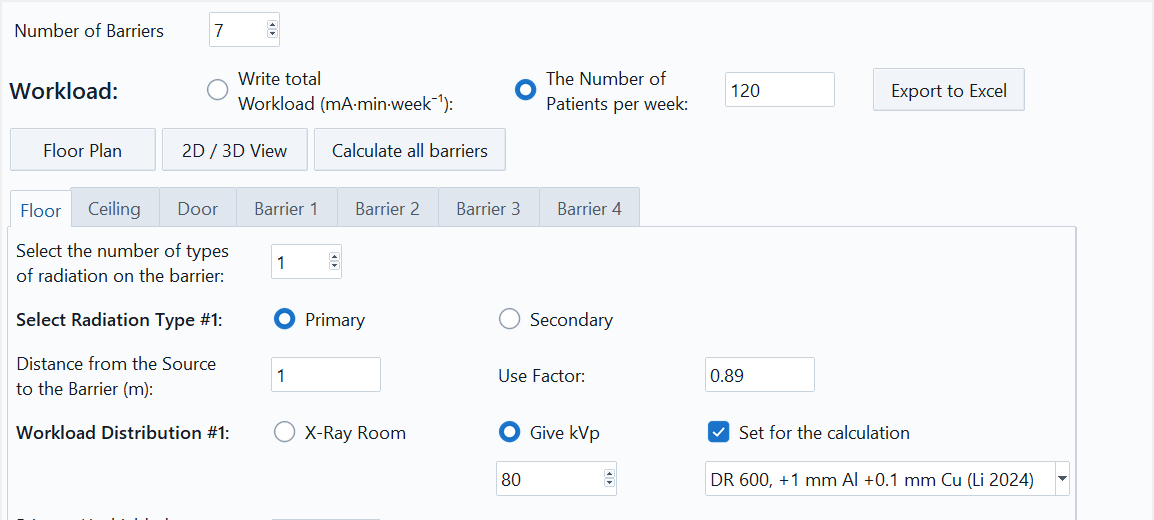 Number of Barriers 7
Workload: Write total Workload (mA·min·week⁻¹): The Number of Patients per week: 120 Export to Excel
Floor Plan 2D / 3D View Calculate all barriers
Floor Ceiling Door Barrier 1 Barrier 2 Barrier 3 Barrier 4
Select the number of types
of radiation on the barrier: 1
Select Radiation Type #1: Primary Secondary
Distance from the Source
to the Barrier (m): 1 Use Factor: 0.89
Workload Distribution #1: X-Ray Room Give kVp Set for the calculation
80 DR 600, +1 mm Al +0.1 mm Cu (Li 2024)